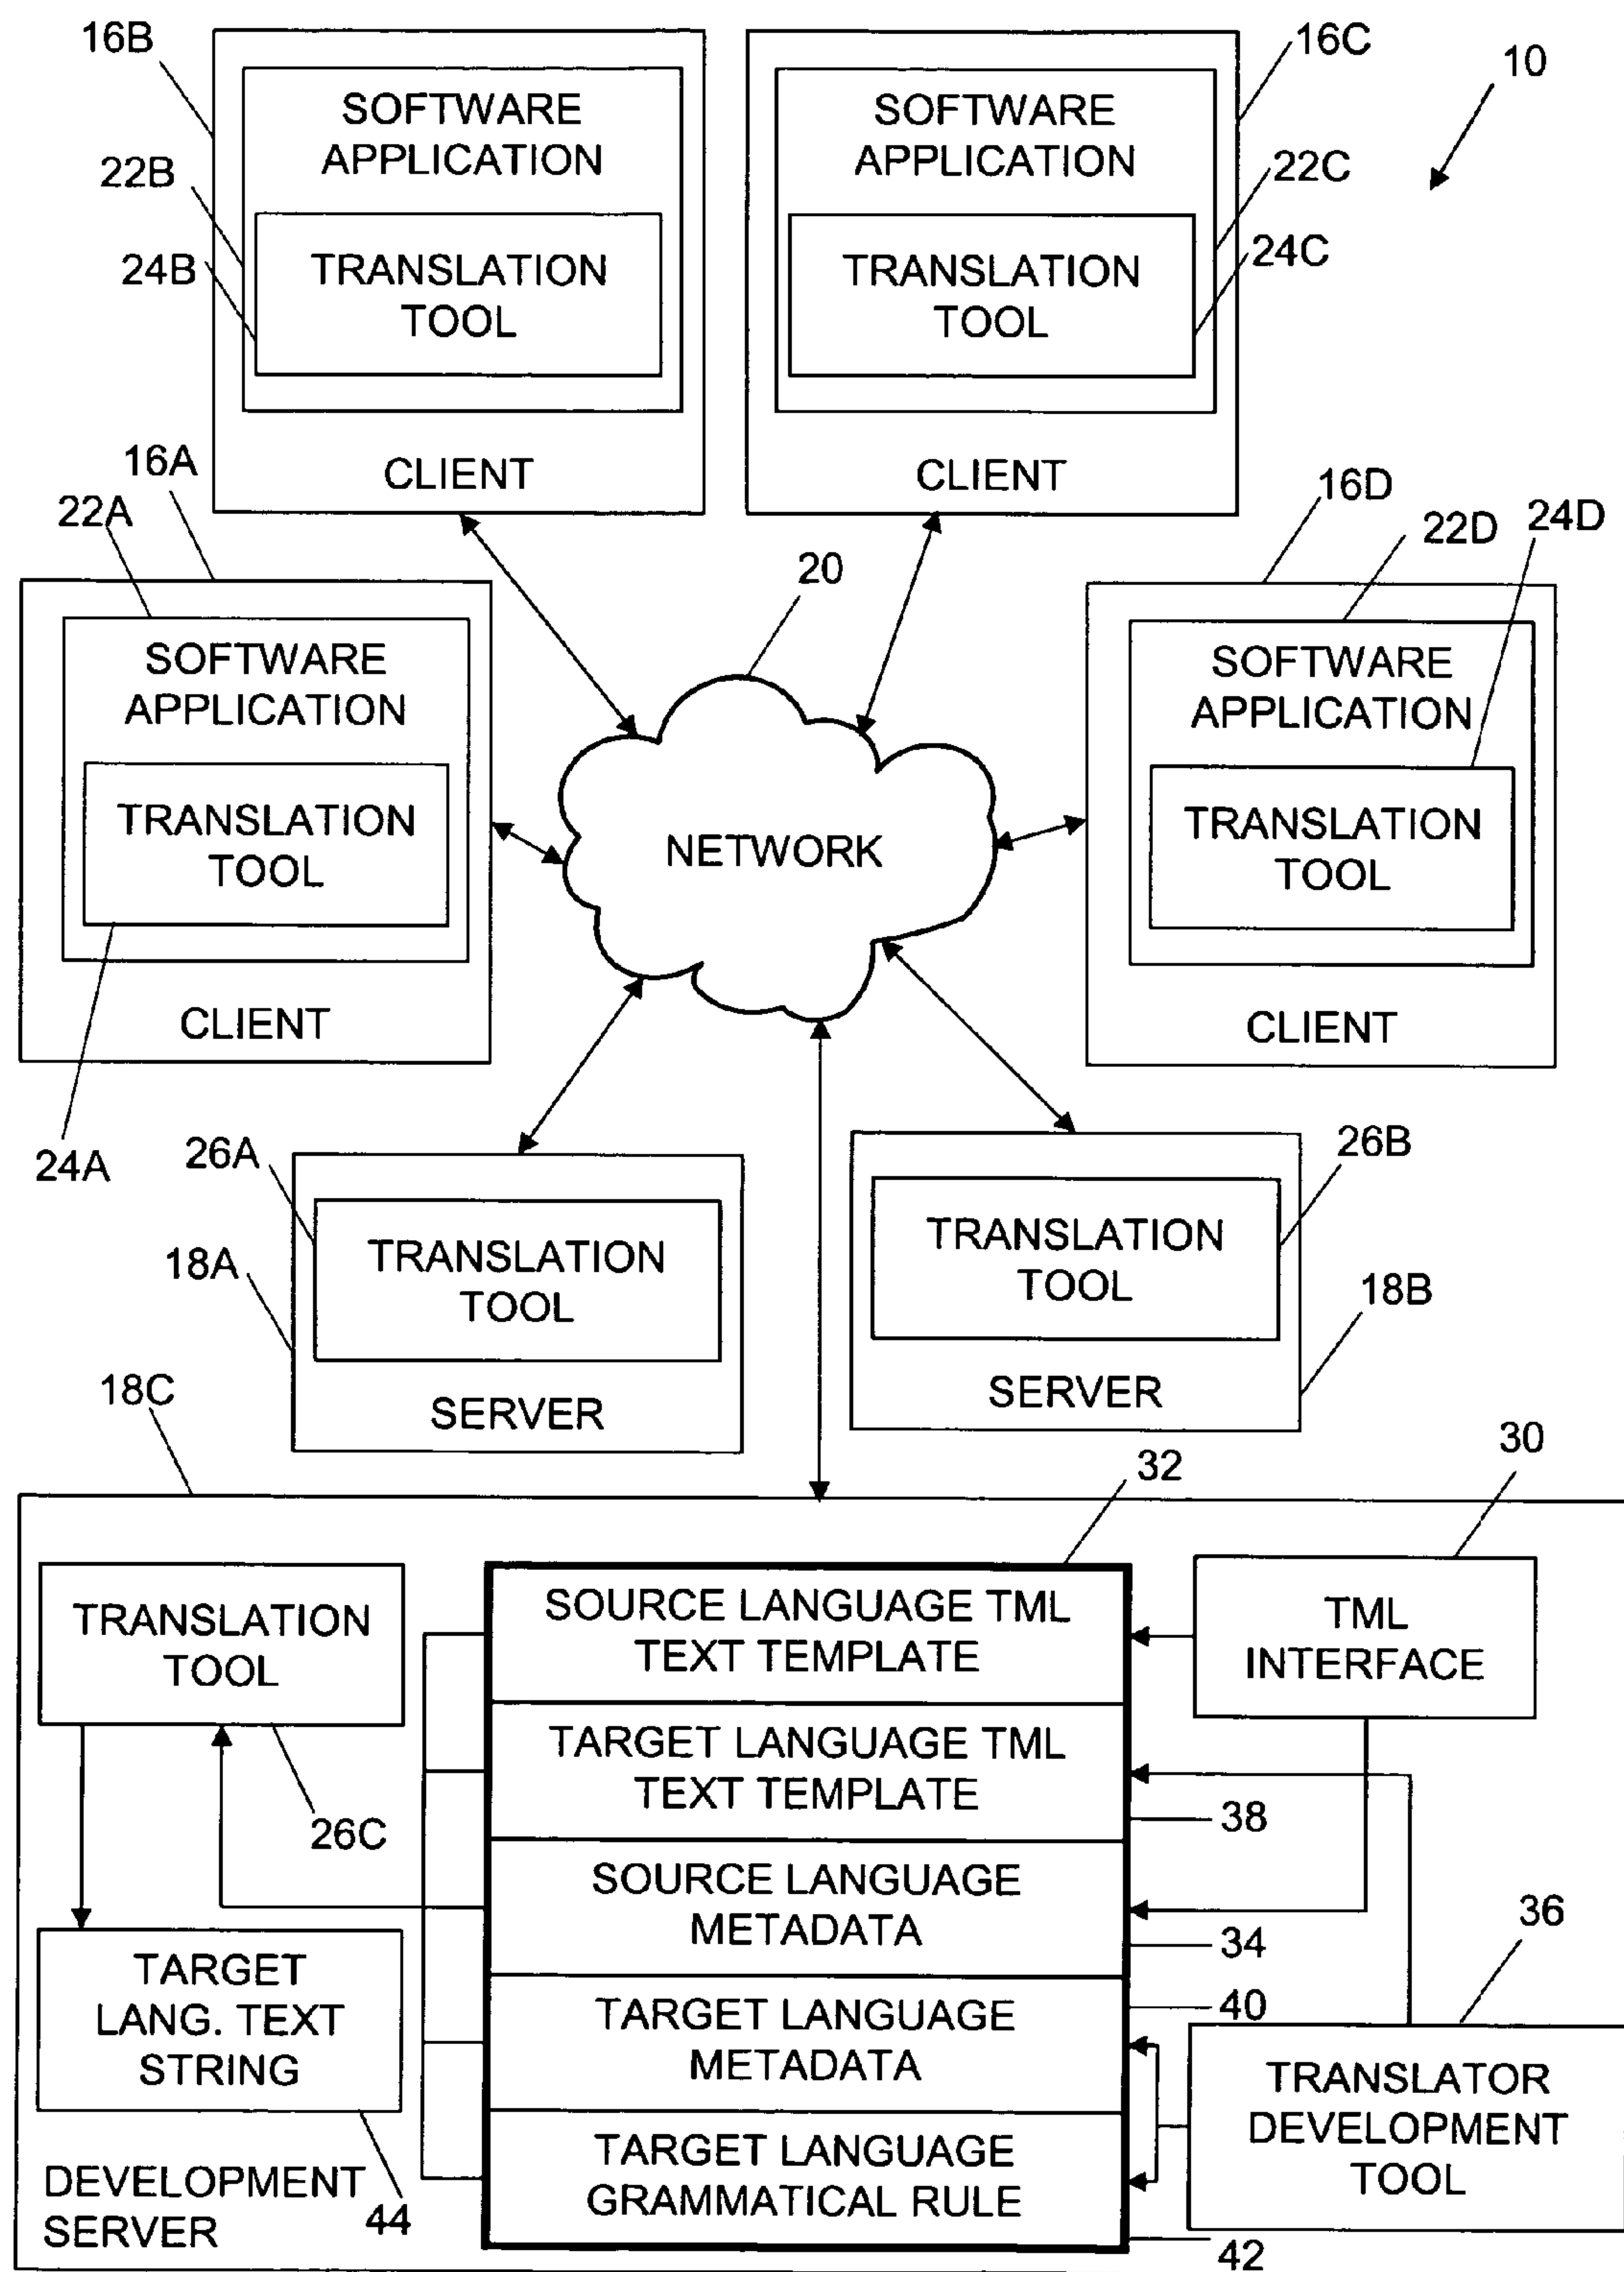 16B
SOFTWARE
APPLICATION
22B
24B
TRANSLATION
TOOL
CLIENT
16C
SOFTWARE
APPLICATION
22C
24C
TRANSLATION
TOOL
CLIENT
10
16A
22A
SOFTWARE
APPLICATION
TRANSLATION
TOOL
CLIENT
24A
20
NETWORK
16D
22D
24D
SOFTWARE
APPLICATION
TRANSLATION
TOOL
CLIENT
26A
18A
TRANSLATION
TOOL
SERVER
26B
18B
TRANSLATION
TOOL
SERVER
18C
TRANSLATION
TOOL
26C
TARGET
LANG. TEXT
STRING
44
DEVELOPMENT
SERVER
32
SOURCE LANGUAGE TML
TEXT TEMPLATE
TARGET LANGUAGE TML
TEXT TEMPLATE
38
SOURCE LANGUAGE
METADATA
34
40
TARGET LANGUAGE
METADATA
TARGET LANGUAGE
GRAMMATICAL RULE
42
30
TML
INTERFACE
36
TRANSLATOR
DEVELOPMENT
TOOL